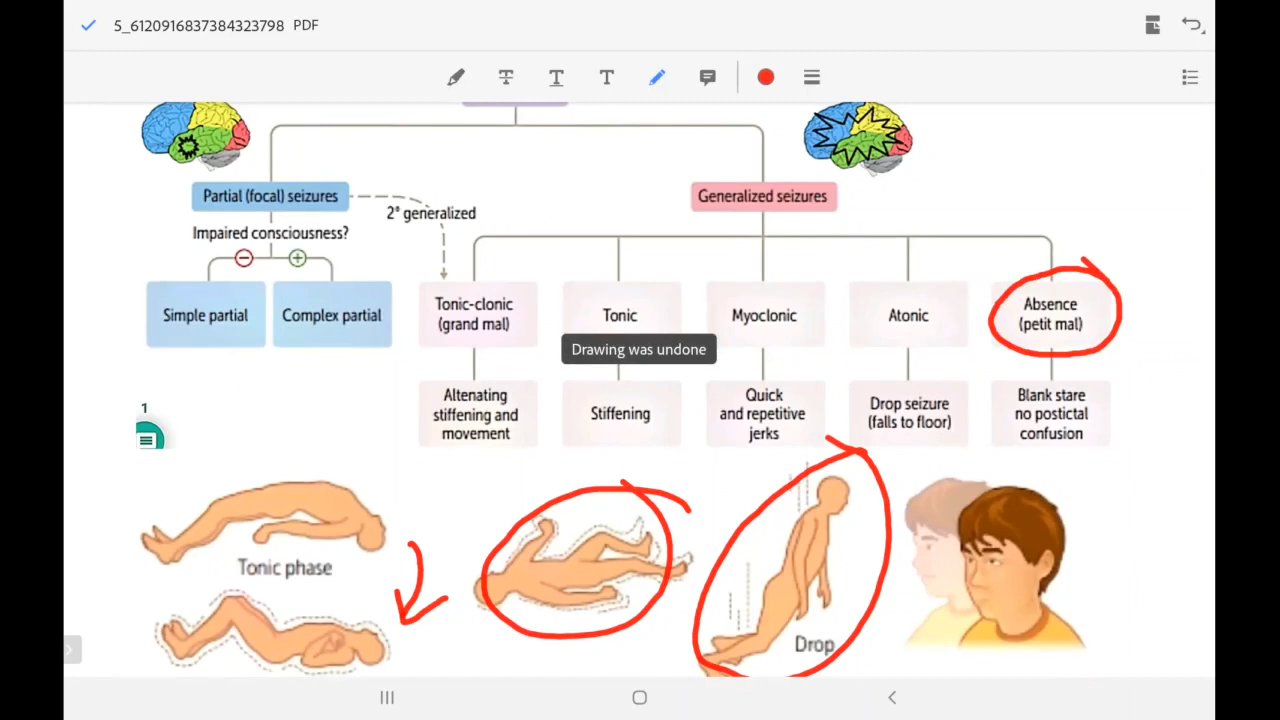 5_6120916837384323798 PDF
Partial (focal) seizures
2° generalized
Generalized seizures
Impaired consciousness?
Simple partial
Complex partial
Tonic-clonic
(grand mal)
Tonic
Myoclonic
Atonic
Absence
(petit mal)
Drawing was undone
Altenating
stiffening and
movement
Stiffening
Quick
and repetitive
jerks
Drop seizure
(falls to floor)
Blank stare
no postictal
confusion
1
Tonic phase
Drop